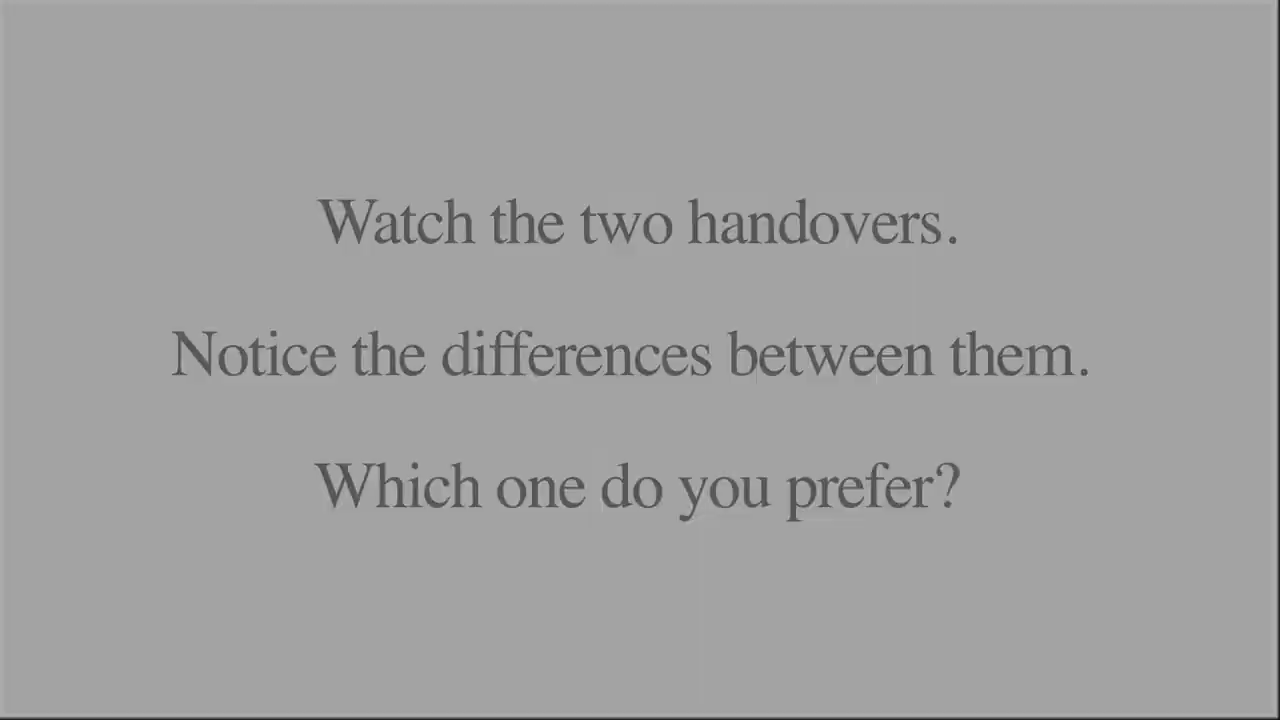 Watch the two handovers.
Notice the differences between them.
Which one do you prefer?